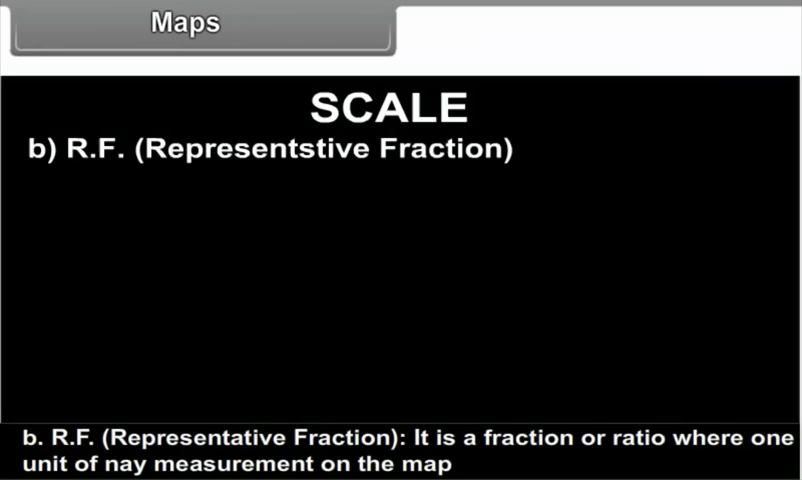 Maps
SCALE
b) R.F. (Representstive Fraction)
b. R.F. (Representative Fraction): It is a fraction or ratio where one
unit of nay measurement on the map